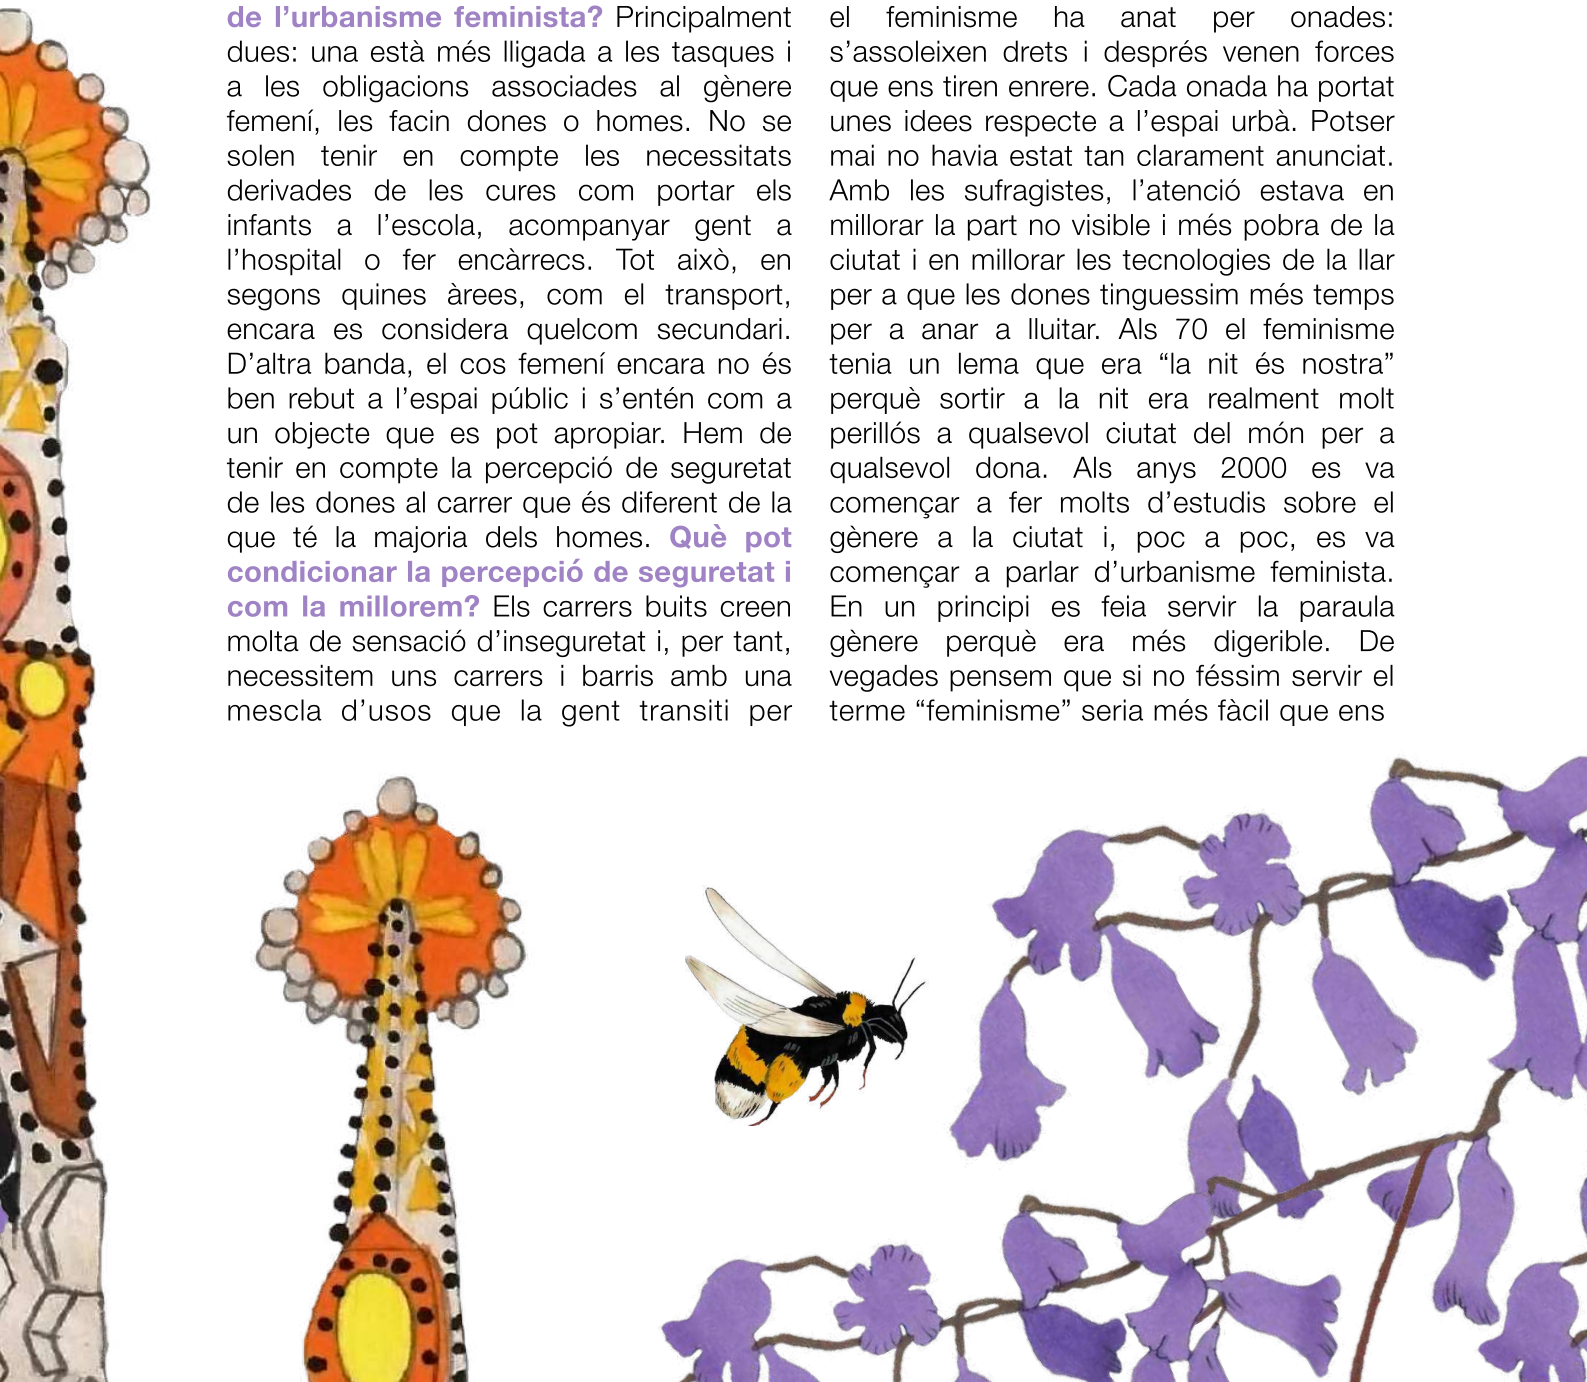 de l’urbanisme feminista? Principalment
dues: una està més lligada a les tasques i
a les obligacions associades al gènere
femení, les facin dones o homes. No se
solen tenir en compte les necessitats
derivades de les cures com portar els
infants a l’escola, acompanyar gent a
l’hospital o fer encàrrecs. Tot això, en
segons quines àrees, com el transport,
encara es considera quelcom secundari.
D’altra banda, el cos femení encara no és
ben rebut a l’espai públic i s’entén com a
un objecte que es pot apropiar. Hem de
tenir en compte la percepció de seguretat
de les dones al carrer que és diferent de la
que té la majoria dels homes. Què pot
condicionar la percepció de seguretat i
com la millorem? Els carrers buits creen
molta de sensació d’inseguretat i, per tant,
necessitem uns carrers i barris amb una
mescla d’usos que la gent transiti per
el feminisme ha anat per onades:
s’assoleixen drets i després venen forces
que ens tiren enrere. Cada onada ha portat
unes idees respecte a l’espai urbà. Potser
mai no havia estat tan clarament anunciat.
Amb les sufragistes, l’atenció estava en
millorar la part no visible i més pobra de la
ciutat i en millorar les tecnologies de la llar
per a que les dones tinguessim més temps
per a anar a lluitar. Als 70 el feminisme
tenia un lema que era “la nit és nostra”
perquè sortir a la nit era realment molt
perillós a qualsevol ciutat del món per a
qualsevol dona. Als anys 2000 es va
començar a fer molts d’estudis sobre el
gènere a la ciutat i, poc a poc, es va
començar a parlar d’urbanisme feminista.
En un principi es feia servir la paraula
gènere perquè era més digerible. De
vegades pensem que si no féssim servir el
terme “feminisme” seria més fàcil que ens